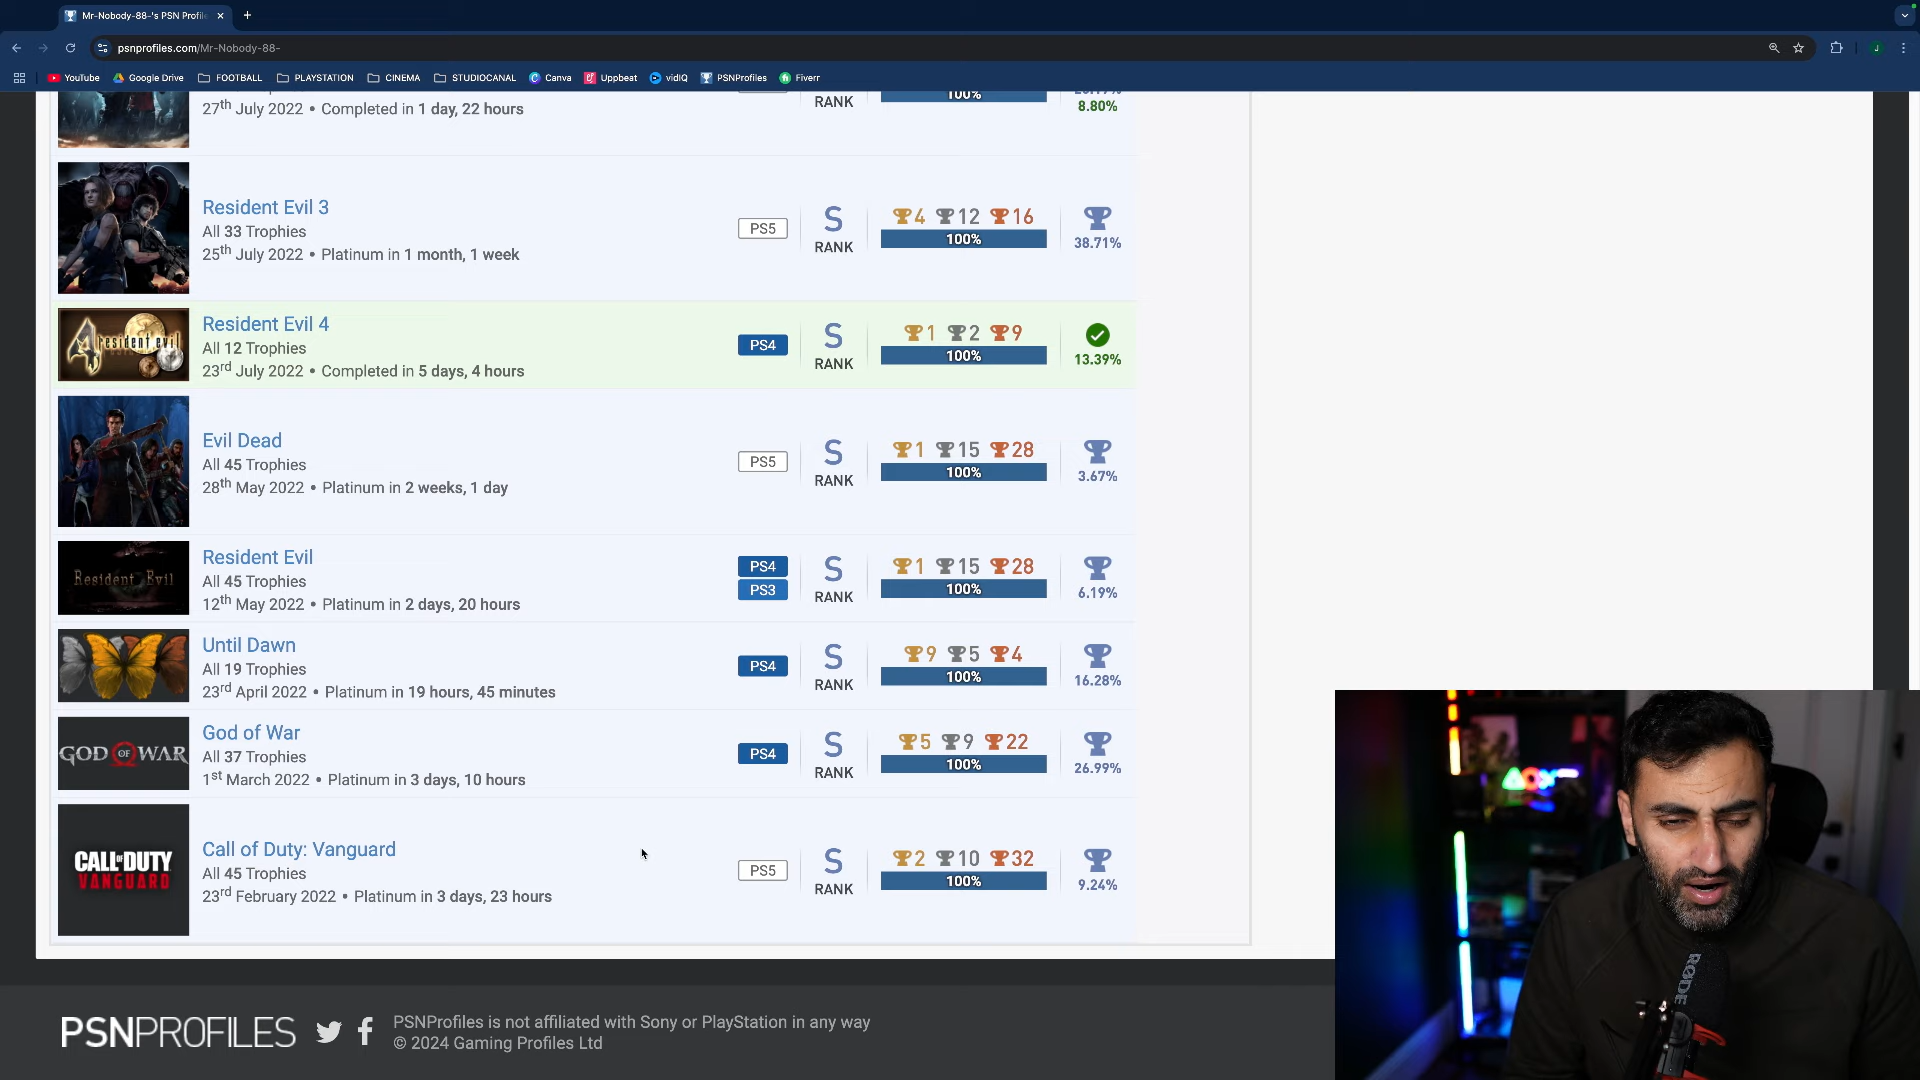 Mr-Nobody-88-'s PSN Profile
psnprofiles.com/Mr-Nobody-88-
J
YouTube
Google Drive
FOOTBALL
PLAYSTATION
CINEMA
STUDIOCANAL
Canva
Uppbeat
vidIQ
PSNProfiles
Fiverr
27th July 2022 • Completed in 1 day, 22 hours
RANK
100%
8.80%
Resident Evil 3
All 33 Trophies
25th July 2022 • Platinum in 1 month, 1 week
PS5
S
RANK
4 12 16
100%
38.71%
4 resident evil
Resident Evil 4
All 12 Trophies
23rd July 2022 • Completed in 5 days, 4 hours
PS4
S
RANK
1 2 9
100%
13.39%
Evil Dead
All 45 Trophies
28th May 2022 • Platinum in 2 weeks, 1 day
PS5
S
RANK
1 15 28
100%
3.67%
Resident Evil
Resident Evil
All 45 Trophies
12th May 2022 • Platinum in 2 days, 20 hours
PS4
PS3
S
RANK
1 15 28
100%
6.19%
Until Dawn
All 19 Trophies
23rd April 2022 • Platinum in 19 hours, 45 minutes
PS4
S
RANK
9 5 4
100%
16.28%
GOD OF WAR
God of War
All 37 Trophies
1st March 2022 • Platinum in 3 days, 10 hours
PS4
S
RANK
5 9 22
100%
26.99%
CALL OF DUTY
VANGUARD
Call of Duty: Vanguard
All 45 Trophies
23rd February 2022 • Platinum in 3 days, 23 hours
PS5
S
RANK
2 10 32
100%
9.24%
PSNPROFILES
PSNProfiles is not affiliated with Sony or PlayStation in any way
© 2024 Gaming Profiles Ltd
RØDE